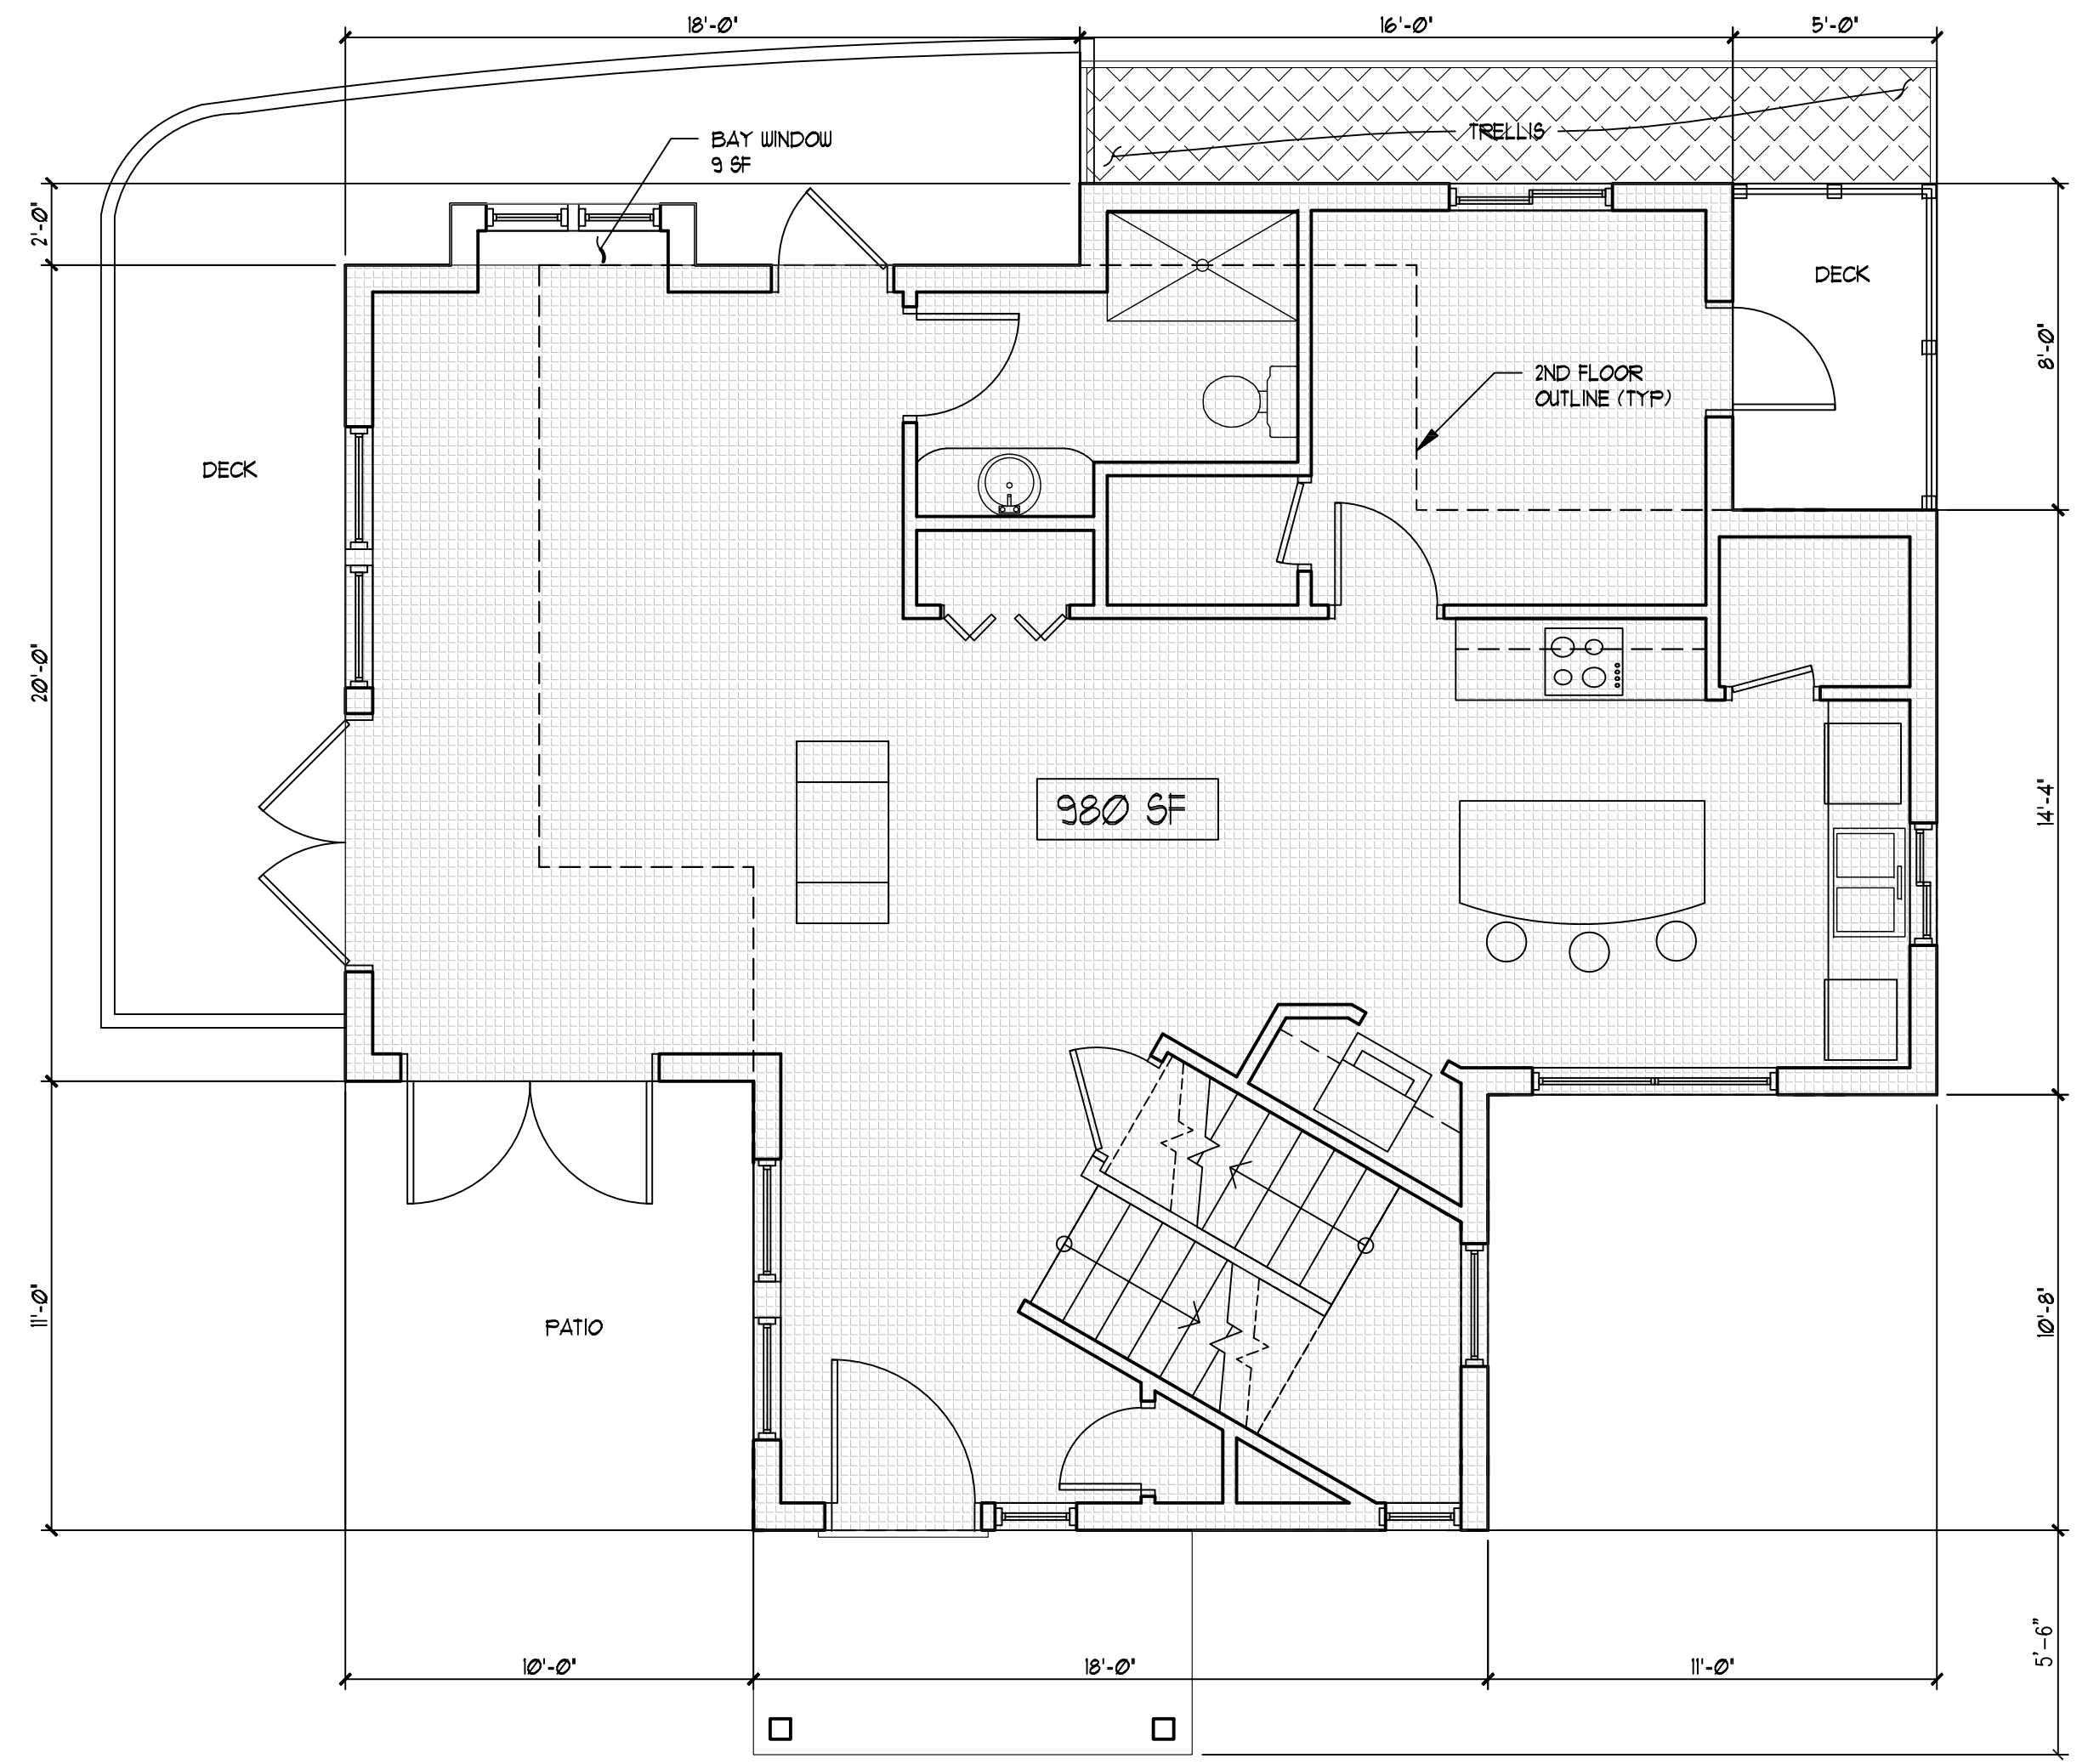 18'-0"
16'-0"
5'-0"
TRELLIS
BAY WINDOW
9 SF
2'-0"
DECK
8'-0"
2ND FLOOR
OUTLINE (TYP)
DECK
20'-0"
14'-4"
980 SF
11'-0"
PATIO
10'-8"
5'-6"
10'-0"
18'-0"
11'-0"